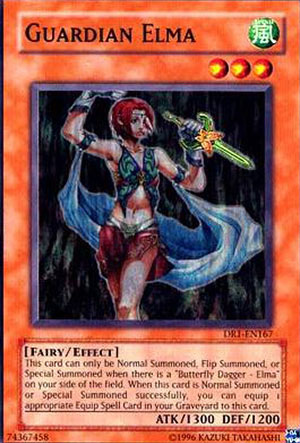 GUARDIAN ELMA
風
DR1-EN167
[FAIRY/EFFECT]
This card can only be Normal Summoned, Flip Summoned, or
Special Summoned when there is a "Butterfly Dagger - Elma"
on your side of the field. When this card is Normal Summoned
or Special Summoned successfully, you can equip 1
appropriate Equip Spell Card in your Graveyard to this card.
ATK/1300 DEF/1200
74367458
©1996 KAZUKI TAKAHASHI